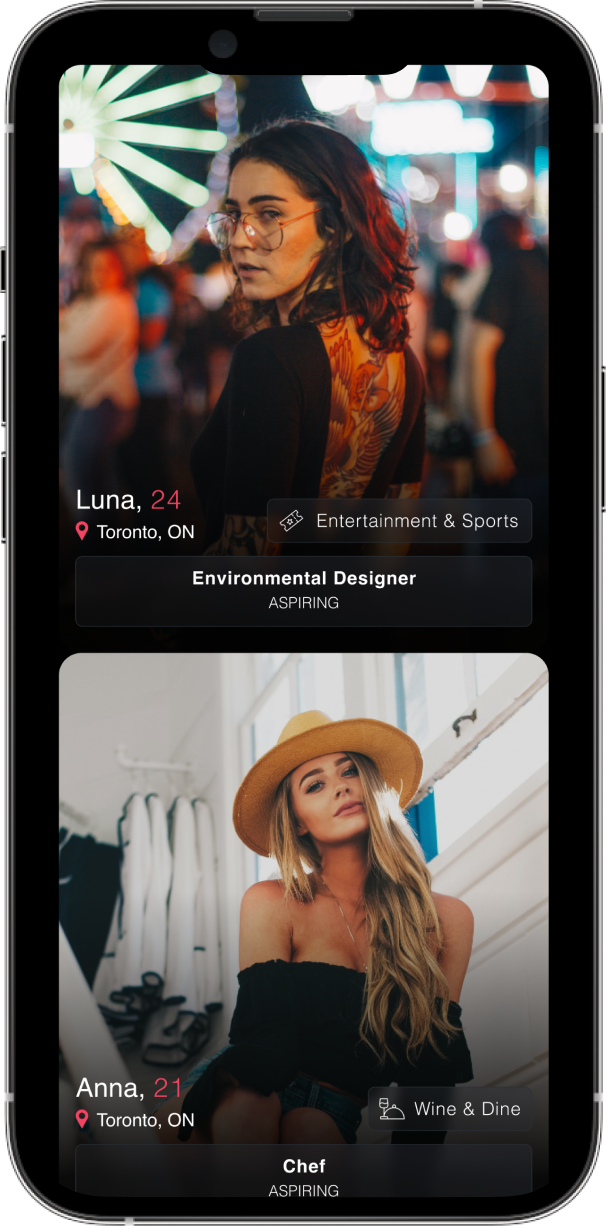 Luna, 24
Toronto, ON
Entertainment & Sports
Environmental Designer
ASPIRING
Anna, 21
Toronto, ON
Wine & Dine
Chef
ASPIRING